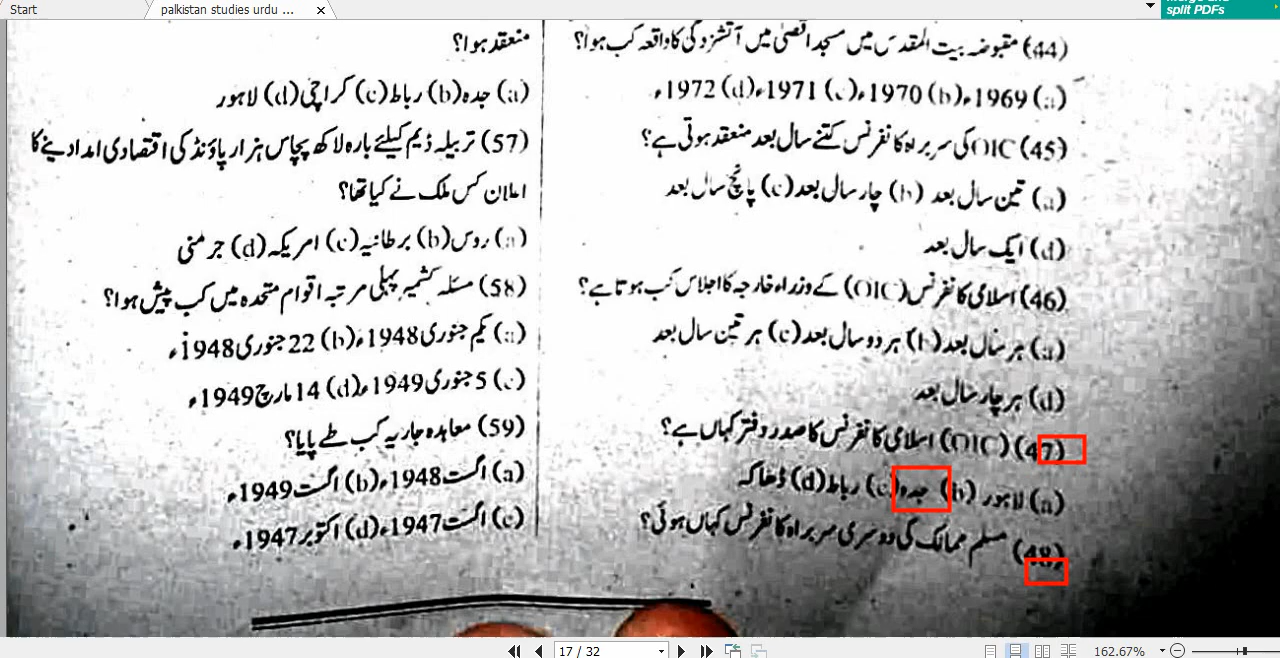 Start
palkistan studies urdu ...
split PDFs
(44) مقبوضہ بیت المقدس میں مسجد اقصیٰ میں آتشزدگی کا واقعہ کب ہوا؟
(a) 1969ء (b) 1970ء (c) 1971ء (d) 1972ء
(45) OIC کی سربراہ کانفرنس کتنے سال بعد منعقد ہوتی ہے؟
(a) تین سال بعد (b) چار سال بعد (c) پانچ سال بعد
(d) ایک سال بعد
(46) اسلامی کانفرنس (OIC) کے وزراء خارجہ کا اجلاس کب ہوتا ہے؟
(a) ہر سال بعد (b) ہر دو سال بعد (c) ہر تین سال بعد
(d) ہر چار سال بعد
(47) (OIC) اسلامی کانفرنس کا صدر دفتر کہاں ہے؟
(a) لاہور (b) جدہ (c) رباط (d) ڈھاکہ
(48) مسلم ممالک کی دوسری سربراہ کانفرنس کہاں ہوئی؟
منعقد ہوا؟
(a) جدہ (b) رباط (c) کراچی (d) لاہور
(57) تربیلہ ڈیم کیلئے بارہ لاکھ پچاس ہزار پاؤنڈ کی اقتصادی امداد دینے کا
اعلان کس ملک نے کیا تھا؟
(a) روس (b) برطانیہ (c) امریکہ (d) جرمنی
(58) مسئلہ کشمیر پہلی مرتبہ اقوام متحدہ میں کب پیش ہوا؟
(a) یکم جنوری 1948ء (b) 22 جنوری 1948ء
(c) 5 جنوری 1949ء (d) 14 مارچ 1949ء
(59) معاہدہ جاریہ کب طے پایا؟
(a) اگست 1948ء (b) اگست 1949ء
(c) اگست 1947ء (d) اکتوبر 1947ء
17 / 32
162.67%